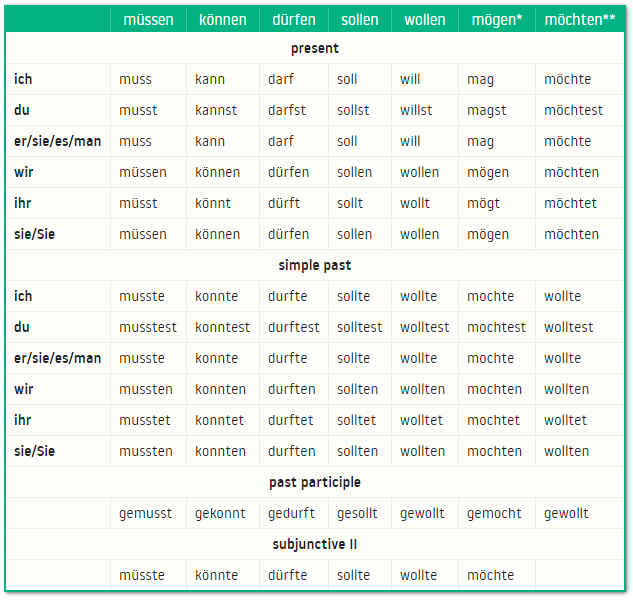 müssen können dürfen sollen wollen mögen* möchten**
present
ich muss kann darf soll will mag möchte
du musst kannst darfst sollst willst magst möchtest
er/sie/es/man muss kann darf soll will mag möchte
wir müssen können dürfen sollen wollen mögen möchten
ihr müsst könnt dürft sollt wollt mögt möchtet
sie/Sie müssen können dürfen sollen wollen mögen möchten
simple past
ich musste konnte durfte sollte wollte mochte wollte
du musstest konntest durftest solltest wolltest mochtest wolltest
er/sie/es/man musste konnte durfte sollte wollte mochte wollte
wir mussten konnten durften sollten wollten mochten wollten
ihr musstet konntet durftet solltet wolltet mochtet wolltet
sie/Sie mussten konnten durften sollten wollten mochten wollten
past participle
gemusst gekonnt gedurft gesollt gewollt gemocht gewollt
subjunctive II
müsste könnte dürfte sollte wollte möchte